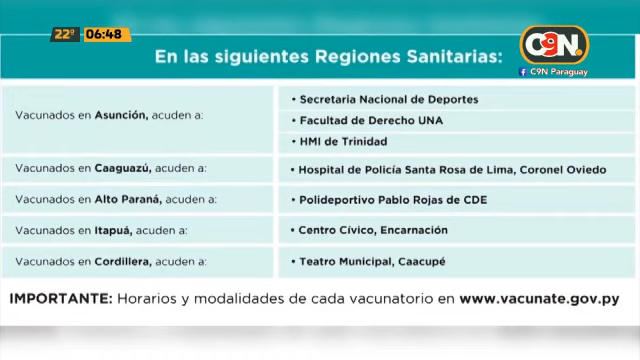 22º 06:48
C9N
C9N Paraguay
En las siguientes Regiones Sanitarias:
Vacunados en Asunción, acuden a:
• Secretaria Nacional de Deportes
• Facultad de Derecho UNA
• HMI de Trinidad
Vacunados en Caaguazú, acuden a:
• Hospital de Policía Santa Rosa de Lima, Coronel Oviedo
Vacunados en Alto Paraná, acuden a:
• Polideportivo Pablo Rojas de CDE
Vacunados en Itapuá, acuden a:
• Centro Cívico, Encarnación
Vacunados en Cordillera, acuden a:
• Teatro Municipal, Caacupé
IMPORTANTE: Horarios y modalidades de cada vacunatorio en www.vacunate.gov.py